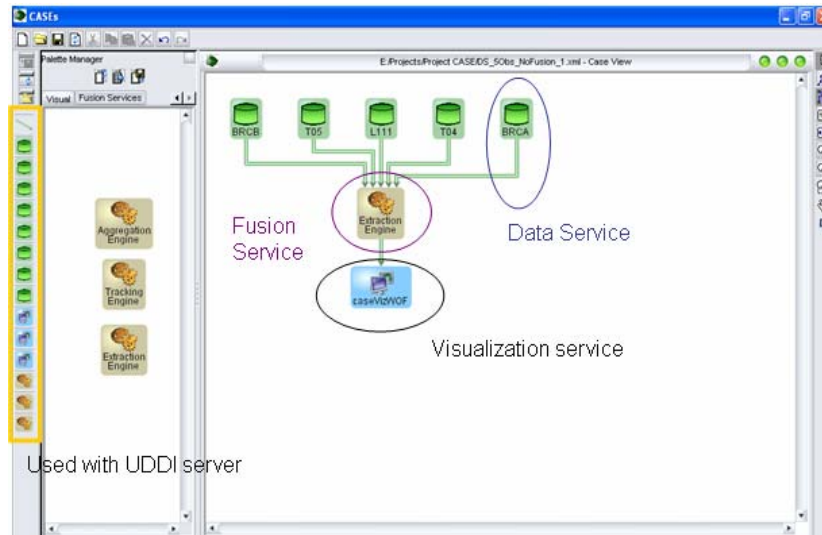 CASEs
Palette Manager
E:/Projects/Project CASE/DS_5Obs_NoFusion_1.xml - Case View
Visual
Fusion Services
BRCB
T05
L111
T04
BRCA
Aggregation
Engine
Tracking
Engine
Extraction
Engine
Extraction
Engine
caseVizWOF
Fusion
Service
Data Service
Visualization service
Used with UDDI server